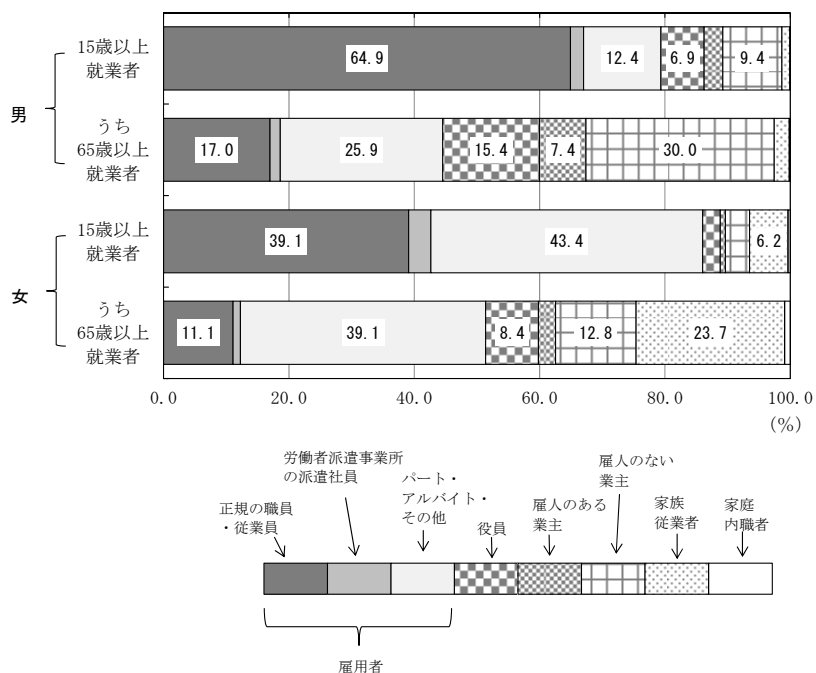 男
15歳以上
就業者
64.9
12.4
6.9
9.4
うち
65歳以上
就業者
17.0
25.9
15.4
7.4
30.0
女
15歳以上
就業者
39.1
43.4
6.2
うち
65歳以上
就業者
11.1
39.1
8.4
12.8
23.7
0.0
20.0
40.0
60.0
80.0
100.0
(%)
正規の職員
・従業員
労働者派遣事業所
の派遣社員
パート・
アルバイト・
その他
役員
雇人のある
業主
雇人のない
業主
家族
従業者
家庭
内職者
雇用者